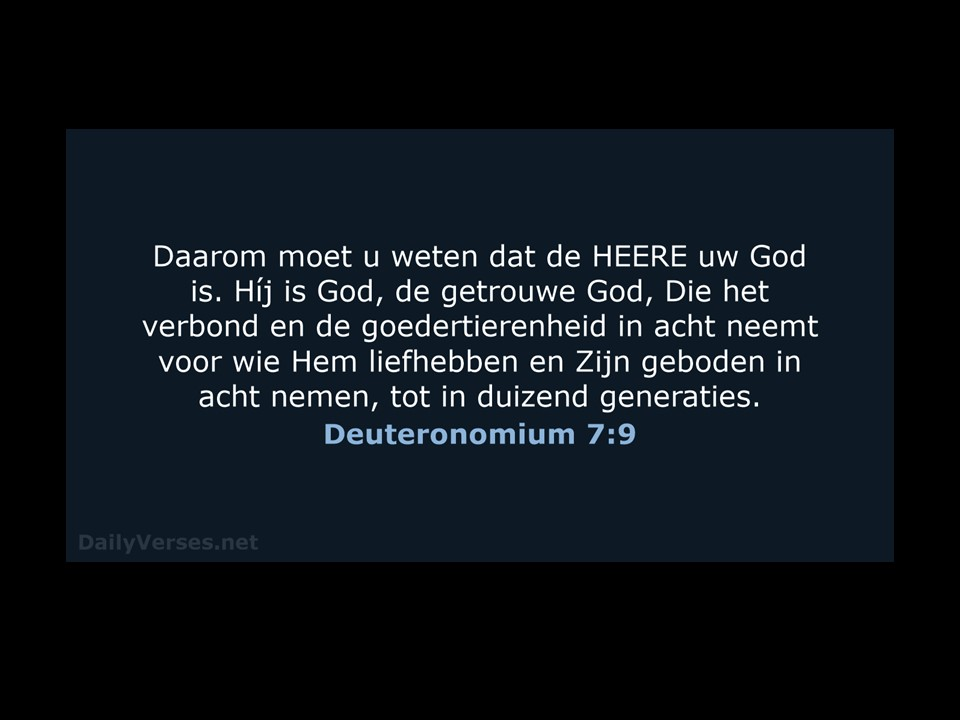 Daarom moet u weten dat de HEERE uw God
is. Híj is God, de getrouwe God, Die het
verbond en de goedertierenheid in acht neemt
voor wie Hem liefhebben en Zijn geboden in
acht nemen, tot in duizend generaties.
Deuteronomium 7:9
DailyVerses.net